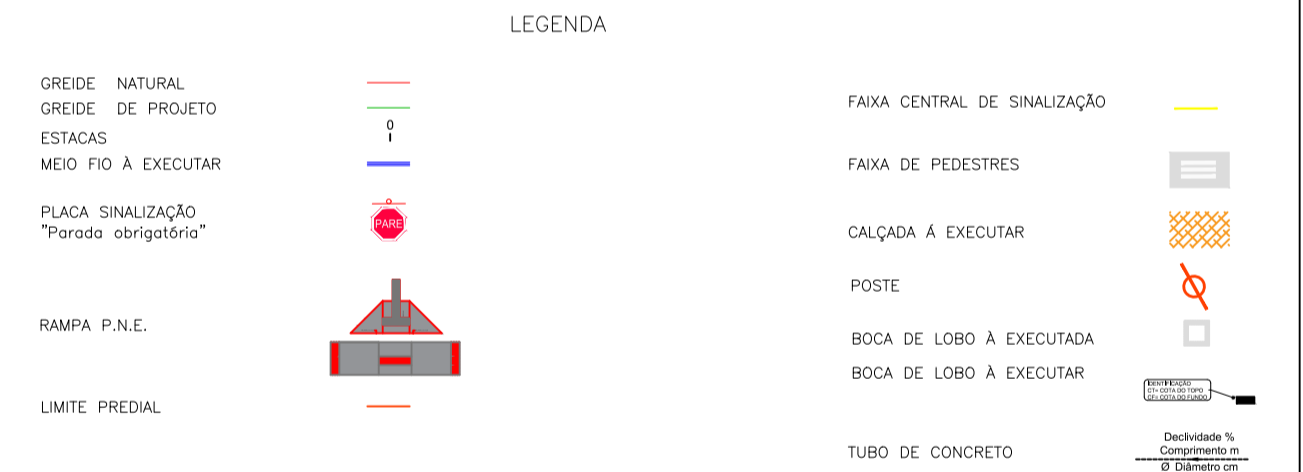 LEGENDA
GREIDE NATURAL
GREIDE DE PROJETO
ESTACAS
0
MEIO FIO À EXECUTAR
PLACA SINALIZAÇÃO
"Parada obrigatória"
PARE
RAMPA P.N.E.
LIMITE PREDIAL
FAIXA CENTRAL DE SINALIZAÇÃO
FAIXA DE PEDESTRES
CALÇADA Á EXECUTAR
POSTE
BOCA DE LOBO À EXECUTADA
BOCA DE LOBO À EXECUTAR
IDENTIFICAÇÃO
CT= COTA DO TOPO
CF= COTA DO FUNDO
TUBO DE CONCRETO
Declividade %
Comprimento m
Ø Diâmetro cm